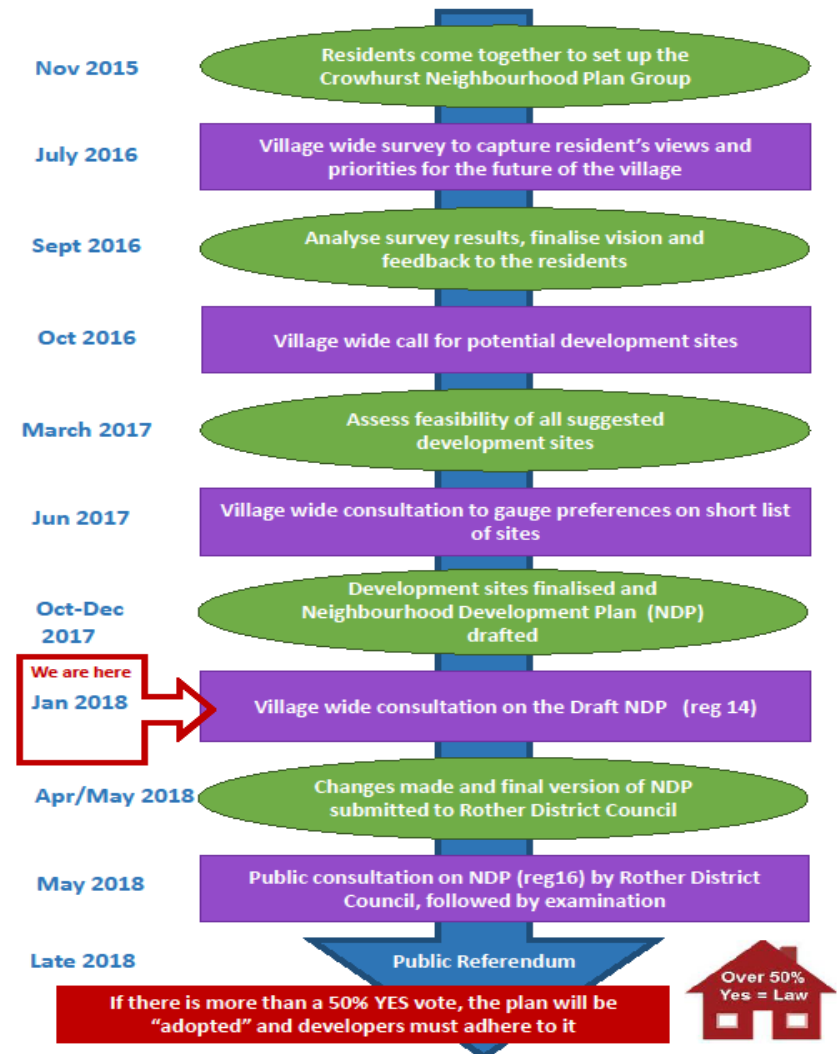 Nov 2015
Residents come together to set up the
Crowhurst Neighbourhood Plan Group
July 2016
Village wide survey to capture resident's views and
priorities for the future of the village
Sept 2016
Analyse survey results, finalise vision and
feedback to the residents
Oct 2016
Village wide call for potential development sites
March 2017
Assess feasibility of all suggested
development sites
Jun 2017
Village wide consultation to gauge preferences on short list
of sites
Oct-Dec
2017
Development sites finalised and
Neighbourhood Development Plan (NDP)
drafted
We are here
Jan 2018
Village wide consultation on the Draft NDP (reg 14)
Apr/May 2018
Changes made and final version of NDP
submitted to Rother District Council
May 2018
Public consultation on NDP (reg16) by Rother District
Council, followed by examination
Late 2018
Public Referendum
If there is more than a 50% YES vote, the plan will be
“adopted” and developers must adhere to it
Over 50%
Yes = Law